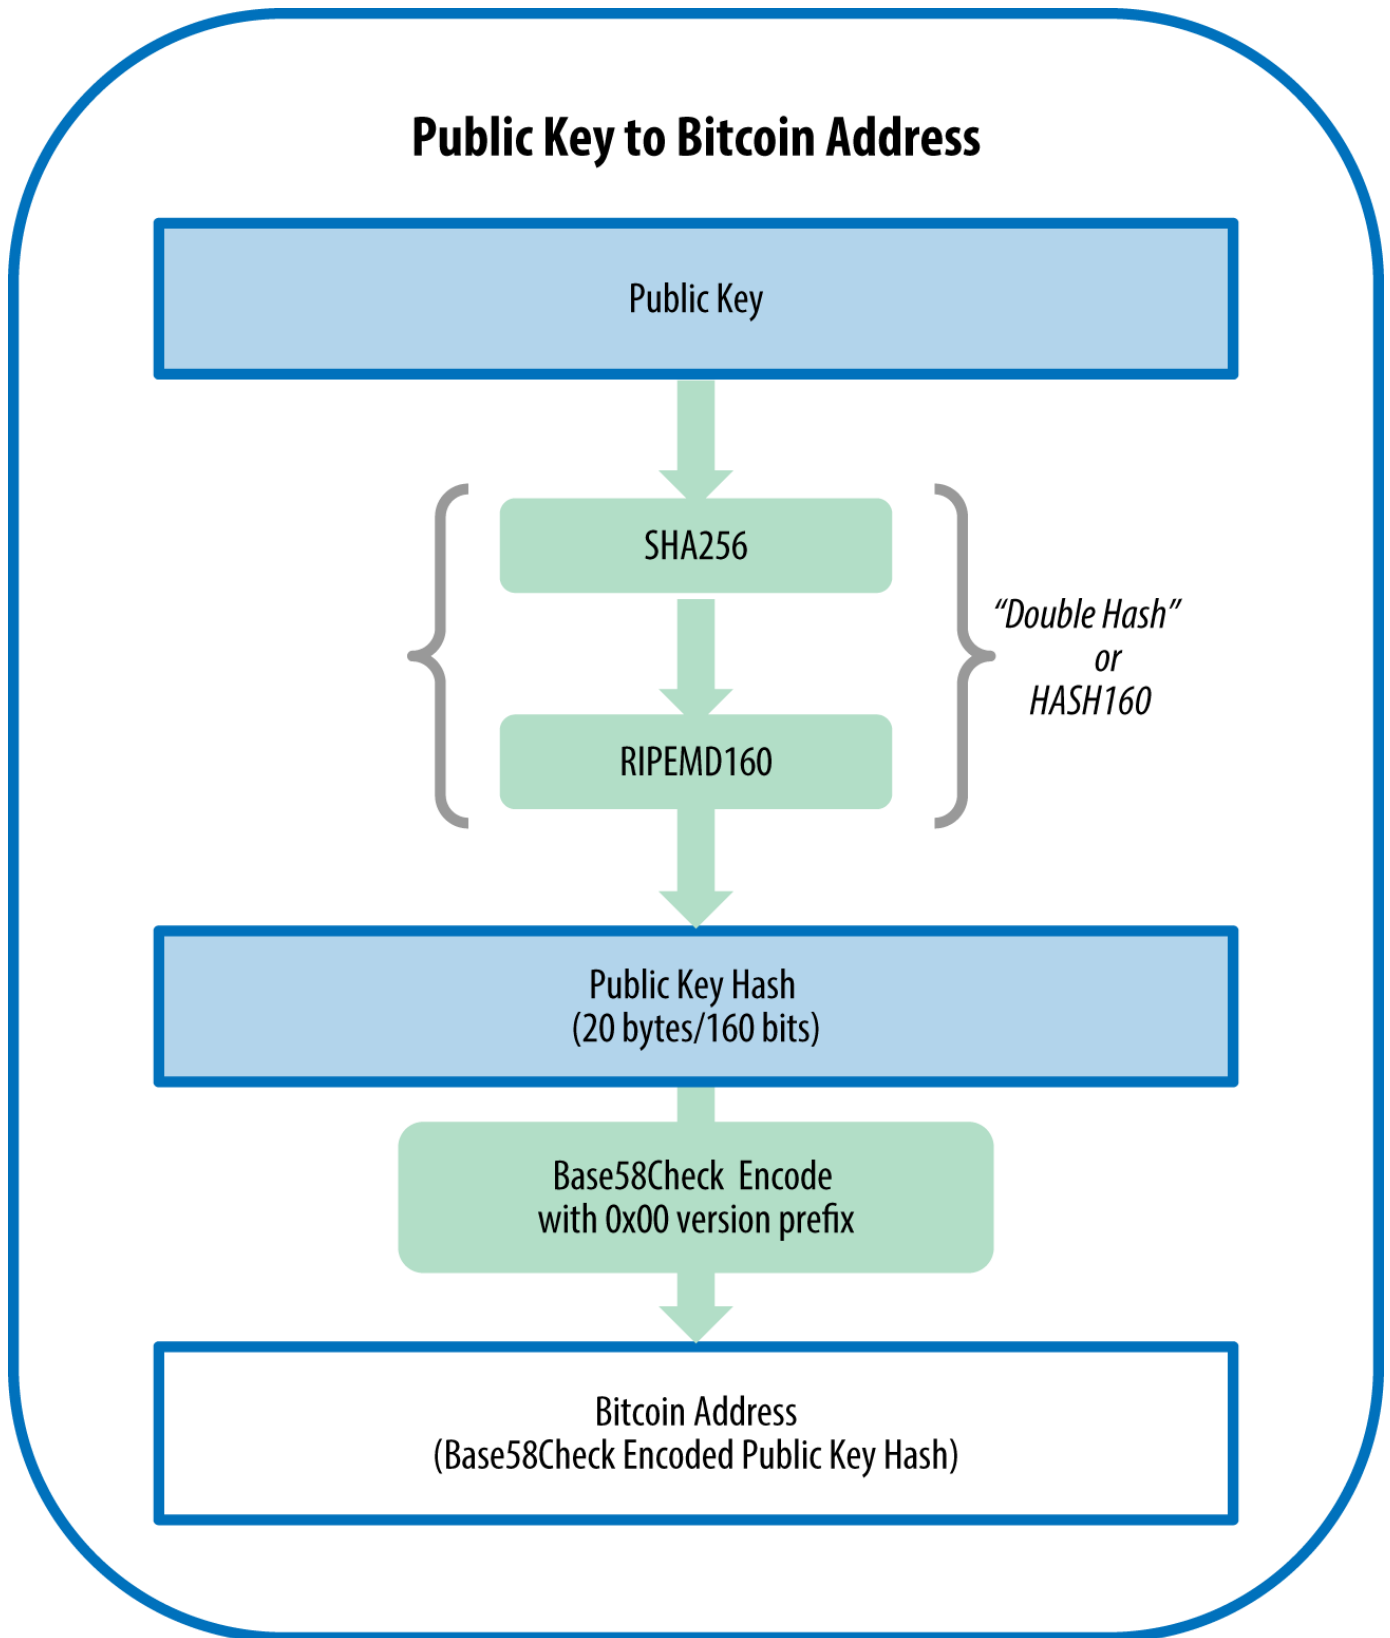 Public Key to Bitcoin Address
Public Key
SHA256
“Double Hash”
or
HASH160
RIPEMD160
Public Key Hash
(20 bytes/160 bits)
Base58Check Encode
with 0x00 version prefix
Bitcoin Address
(Base58Check Encoded Public Key Hash)